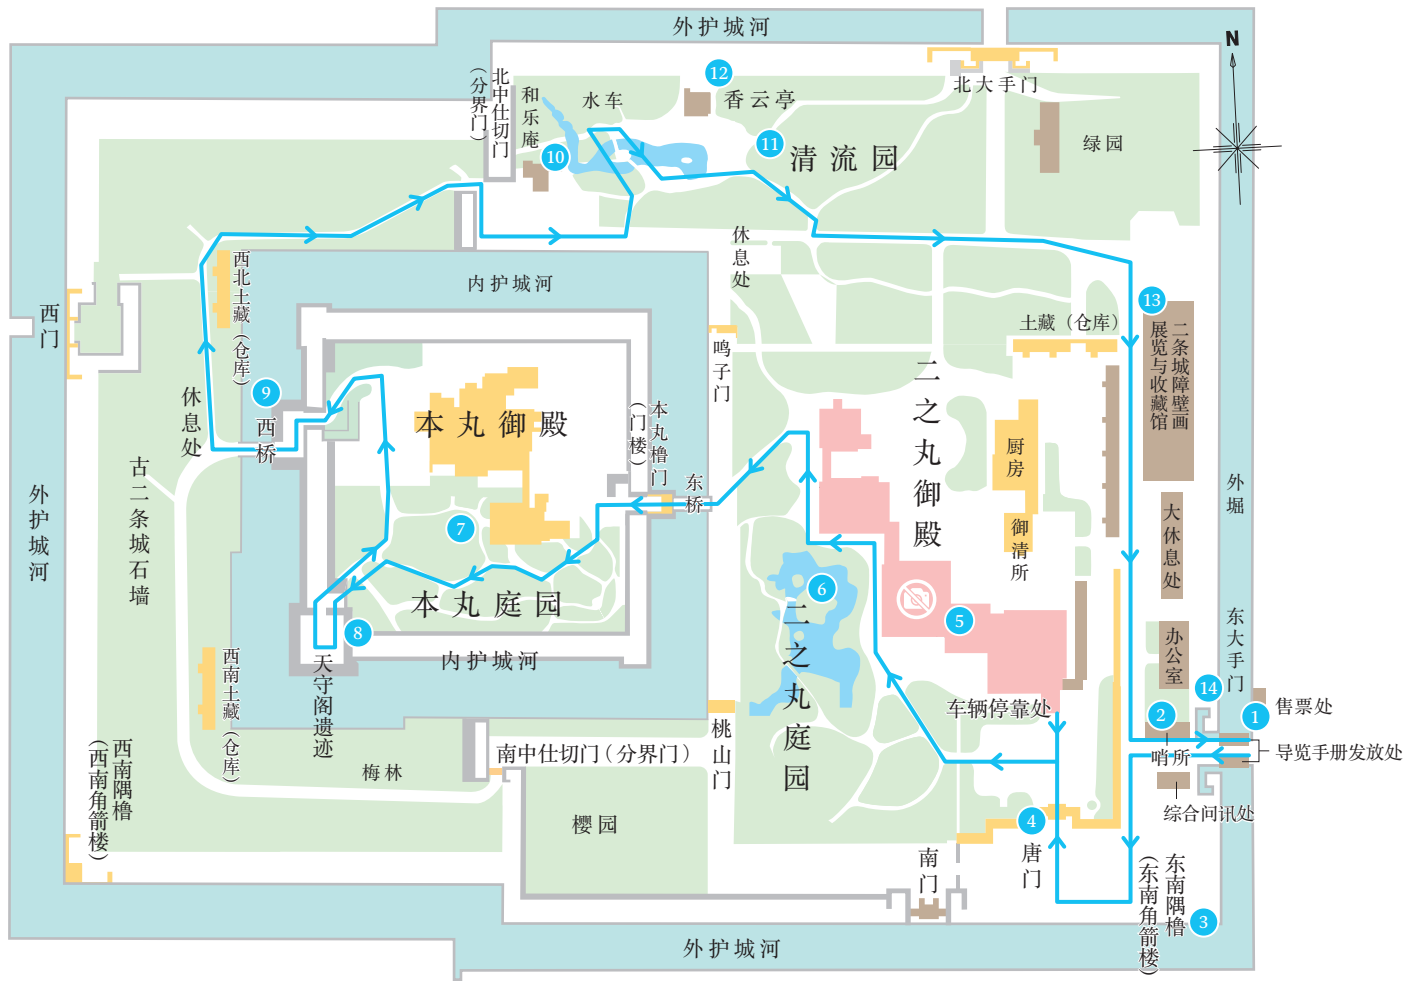 外护城河
N
12
北大手门
北中仕切门
（分界门）
和乐庵
水车
香云亭
10
11
清流园
绿园
休息处
内护城河
西北土藏（仓库）
西门
13
土藏（仓库）
二条城障壁画
展览与收藏馆
鸣子门
二之丸御殿
9
休息处
西桥
本丸御殿
本丸橹门
（门楼）
东桥
厨房
古二条城石墙
外护城河
外堀
7
大休息处
御清所
6
5
本丸庭园
二之丸庭园
8
东大手门
办公室
内护城河
天守阁遗迹
西南土藏（仓库）
14
车辆停靠处
2
1
售票处
桃山门
南中仕切门（分界门）
哨所
导览手册发放处
西南隅橹
（西南角箭楼）
梅林
综合问讯处
樱园
4
唐门
南门
东南隅橹
（东南角箭楼）
3
外护城河